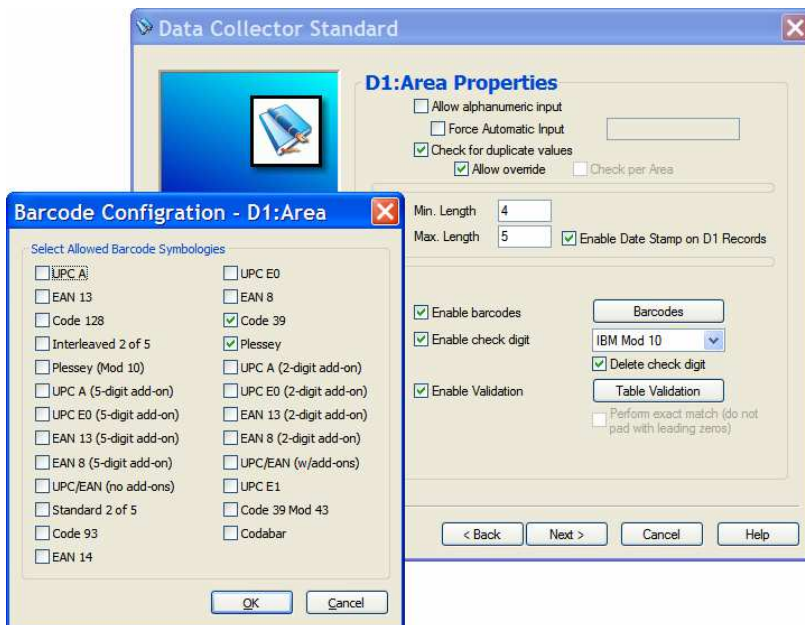 Data Collector Standard
D1:Area Properties
Allow alphanumeric input
Force Automatic Input
Check for duplicate values
Allow override Check per Area
Min. Length 4
Max. Length 5 Enable Date Stamp on D1 Records
Enable barcodes Barcodes
Enable check digit IBM Mod 10
Delete check digit
Enable Validation Table Validation
Perform exact match (do not
pad with leading zeros)
< Back Next > Cancel Help
Barcode Configration - D1:Area
Select Allowed Barcode Symbologies
UPC A UPC E0
EAN 13 EAN 8
Code 128 Code 39
Interleaved 2 of 5 Plessey
Plessey (Mod 10) UPC A (2-digit add-on)
UPC A (5-digit add-on) UPC E0 (2-digit add-on)
UPC E0 (5-digit add-on) EAN 13 (2-digit add-on)
EAN 13 (5-digit add-on) EAN 8 (2-digit add-on)
EAN 8 (5-digit add-on) UPC/EAN (w/add-ons)
UPC/EAN (no add-ons) UPC E1
Standard 2 of 5 Code 39 Mod 43
Code 93 Codabar
EAN 14
OK Cancel